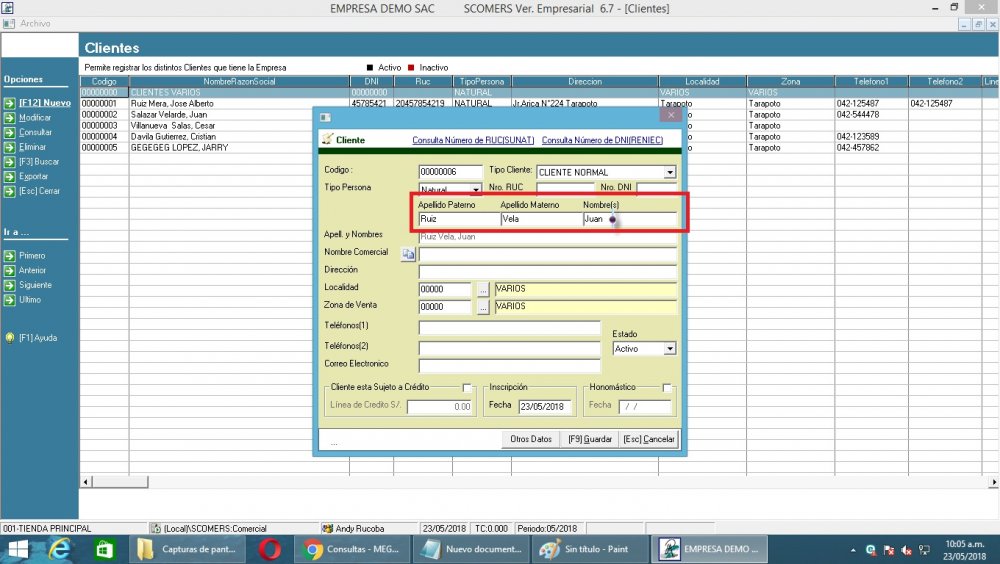 EMPRESA DEMO SAC SCOMERS Ver. Empresarial 6.7 - [Clientes]
Archivo
Clientes
Permite registrar los distintos Clientes que tiene la Empresa
Activo Inactivo
Opciones
[F12] Nuevo
Modificar
Consultar
Eliminar
[F3] Buscar
Exportar
[Esc] Cerrar
Ir a ...
Primero
Anterior
Siguiente
Ultimo
[F1] Ayuda
Codigo NombreRazonSocial DNI Ruc TipoPersona Direccion Localidad Zona Telefono1 Telefono2 Line
00000000 CLIENTES VARIOS 00000000 NATURAL VARIOS VARIOS
00000001 Ruiz Mera, Jose Alberto 45785421 20457854219 NATURAL Jr.Arica N°224 Tarapoto Tarapoto Tarapoto 042-125487 042-125487
00000002 Salazar Velarde, Juan Tarapoto 042-544478
00000003 Villanueva Salas, Cesar Tarapoto
00000004 Davila Gutierrez, Cristian Tarapoto 042-123589
00000005 GEGEGEG LOPEZ, JARRY Tarapoto 042-457862
Cliente Consulta Número de RUC(SUNAT) Consulta Número de DNI(RENIEC)
Codigo : 00000006 Tipo Cliente: CLIENTE NORMAL
Tipo Persona Natural Nro. RUC Nro. DNI
Apellido Paterno Apellido Materno Nombre(s)
Ruiz Vela Juan
Apell. y Nombres Ruiz Vela, Juan
Nombre Comercial
Dirección
Localidad 00000 ... VARIOS
Zona de Venta 00000 ... VARIOS
Teléfonos(1)
Estado
Teléfonos(2) Activo
Correo Electronico
Cliente esta Sujeto a Crédito Inscripción Honomástico
Línea de Credito S/. 0.00 Fecha 23/05/2018 Fecha / /
... Otros Datos [F9] Guardar [Esc] Cancelar
001-TIENDA PRINCIPAL (Local)\SCOMERS:Comercial Andy Rucoba 23/05/2018 TC:0.000 Periodo:05/2018
Capturas de pant... Consultas - MEG... Nuevo document... Sin título - Paint EMPRESA DEMO ...
10:05 a.m.
23/05/2018